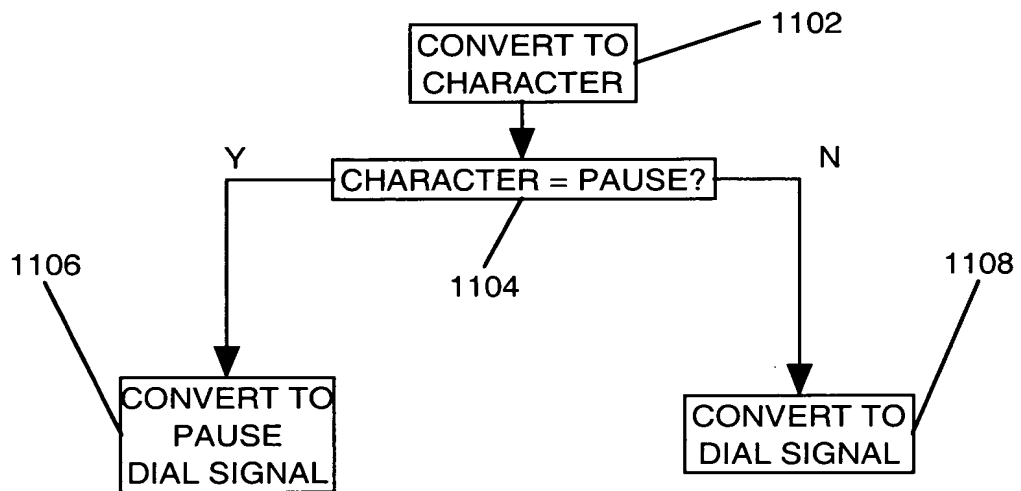 1102
CONVERT TO
CHARACTER
Y
N
CHARACTER = PAUSE?
1106
1104
1108
CONVERT TO
PAUSE
DIAL SIGNAL
CONVERT TO
DIAL SIGNAL